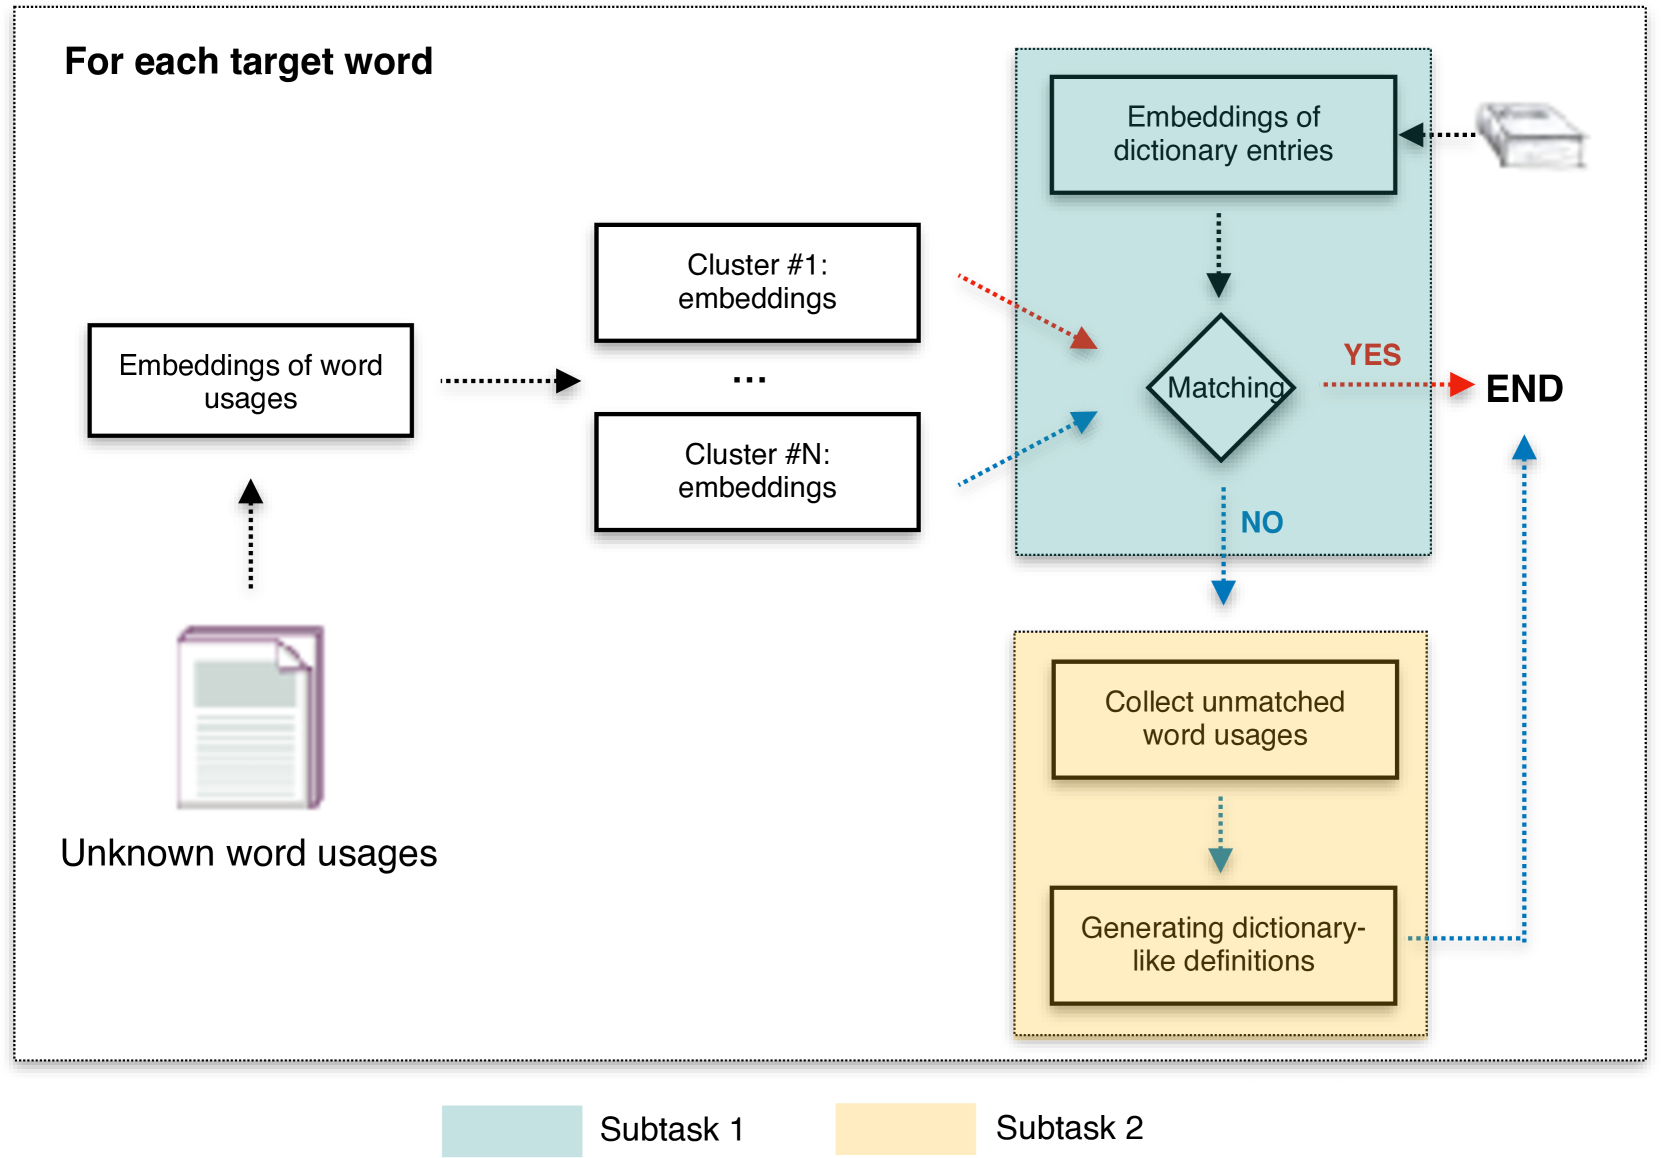 For each target word
Embeddings of
dictionary entries
Cluster #1:
embeddings
Embeddings of word
usages
...
Cluster #N:
embeddings
Matching
YES
END
NO
Collect unmatched
word usages
Unknown word usages
Generating dictionary-
like definitions
Subtask 1
Subtask 2